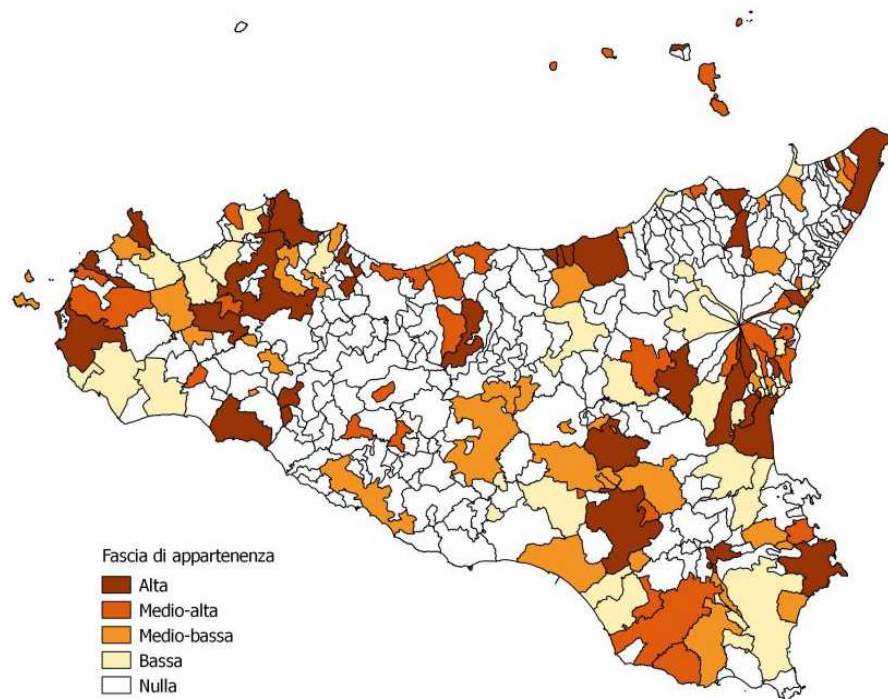 Fascia di appartenenza
Alta
Medio-alta
Medio-bassa
Bassa
Nulla